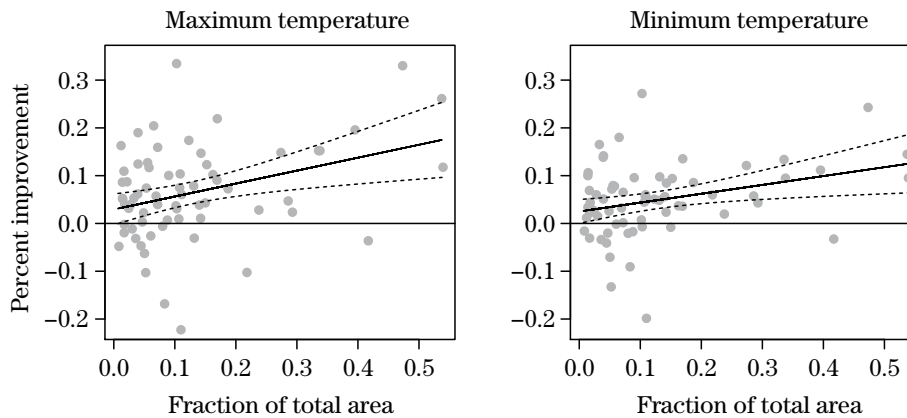 Maximum temperature
Minimum temperature
Percent improvement
0.3
0.2
0.1
0.0
−0.1
−0.2
0.0 0.1 0.2 0.3 0.4 0.5
Fraction of total area
0.3
0.2
0.1
0.0
−0.1
−0.2
0.0 0.1 0.2 0.3 0.4 0.5
Fraction of total area